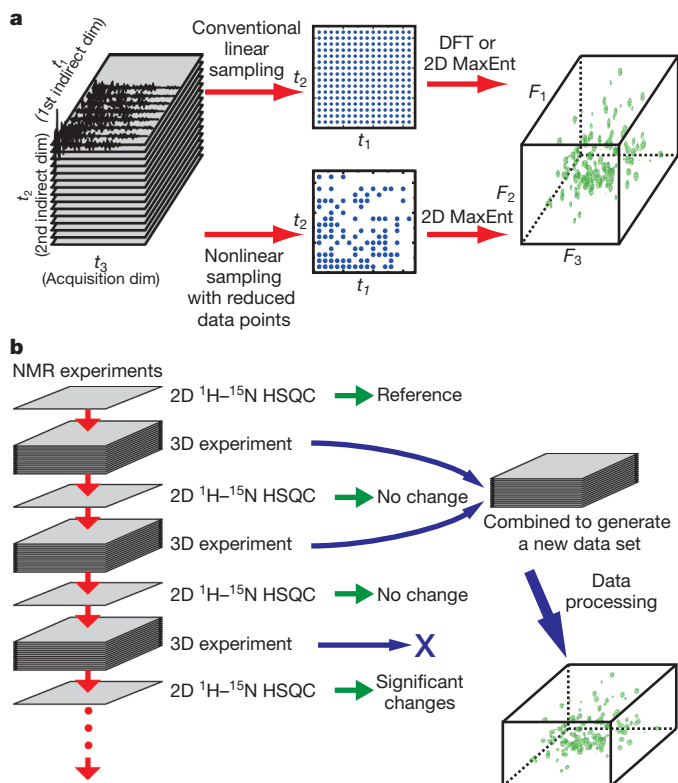 a
t1
(1st indirect dim)
t2
(2nd indirect dim)
t3
(Acquisition dim)
Conventional
linear
sampling
t2
t1
DFT or
2D MaxEnt
Nonlinear
sampling
with reduced
data points
t2
t1
2D MaxEnt
F1
F2
F3
b
NMR experiments
2D ¹H–¹⁵N HSQC
Reference
3D experiment
2D ¹H–¹⁵N HSQC
No change
3D experiment
2D ¹H–¹⁵N HSQC
No change
3D experiment
X
2D ¹H–¹⁵N HSQC
Significant
changes
Combined to generate
a new data set
Data
processing